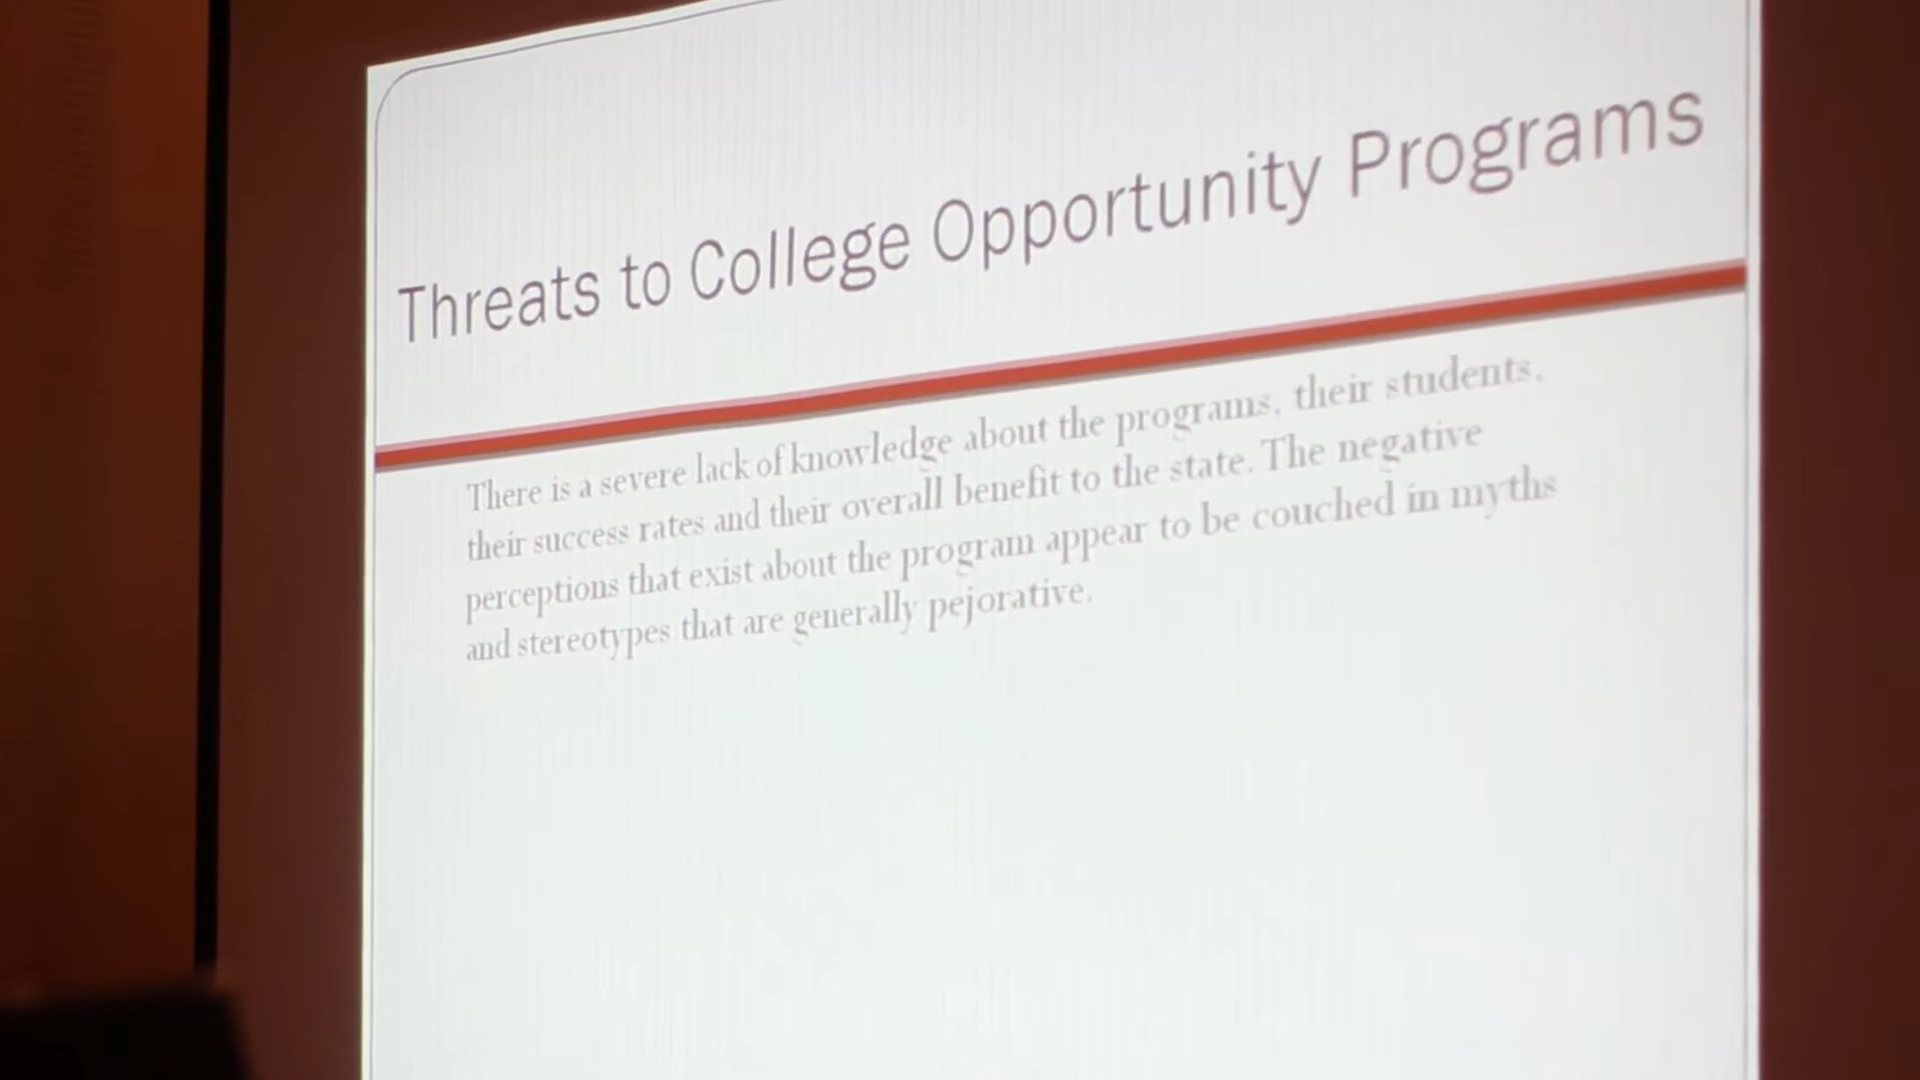 Threats to College Opportunity Programs
There is a severe lack of knowledge about the programs, their students,
their success rates and their overall benefit to the state. The negative
perceptions that exist about the program appear to be couched in myths
and stereotypes that are generally pejorative.